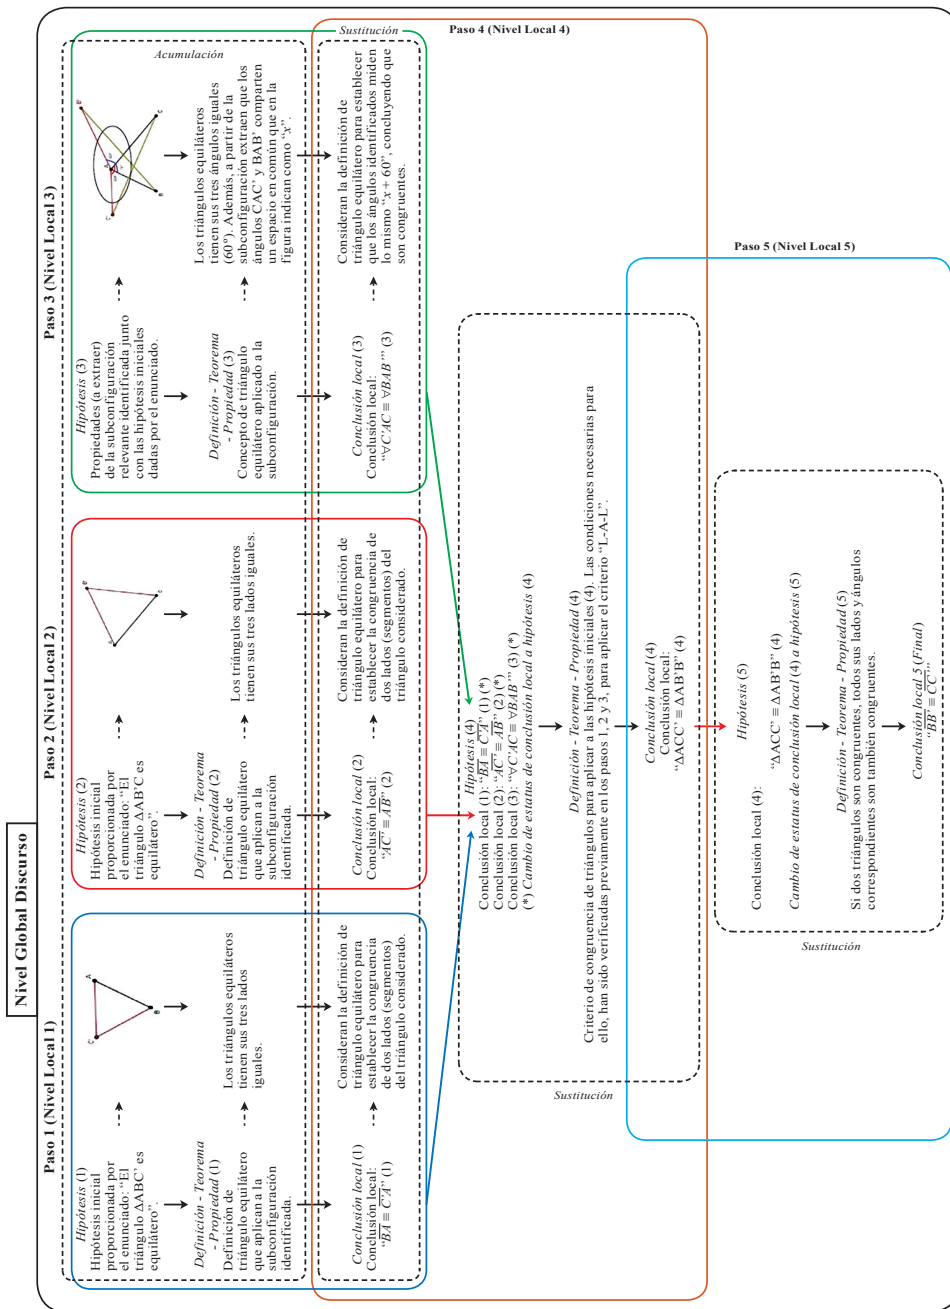 Nivel Global Discurso
Paso 1 (Nivel Local 1)
Hipótesis (1)
Hipótesis inicial
proporcionada por
el enunciado: “El
triángulo ΔABC’ es
equilátero”.
C'
A
B
Definición - Teorema
- Propiedad (1)
Definición de
triángulo equilátero
que aplican a la
subconfiguración
identificada.
Los triángulos equiláteros
tienen sus tres lados
iguales.
Conclusión local (1)
Conclusión local:
“BA ≡ C’A” (1)
Consideran la definición de
triángulo equilátero para
establecer la congruencia
de dos lados (segmentos)
del triángulo considerado.
Paso 2 (Nivel Local 2)
Hipótesis (2)
Hipótesis inicial
proporcionada por
el enunciado: “El
triángulo ΔAB’C es
equilátero”.
A
B'
C
Definición - Teorema
- Propiedad (2)
Definición de
triángulo equilátero
que aplican a la
subconfiguración
identificada.
Los triángulos equiláteros
tienen sus tres lados iguales.
Conclusión local (2)
Conclusión local:
“AC’ ≡ AB” (2)
Consideran la definición de
triángulo equilátero para
establecer la congruencia de
dos lados (segmentos) del
triángulo considerado.
Paso 3 (Nivel Local 3)
Hipótesis (3)
Propiedades (a extraer)
de la subconfiguración
relevante identificada junto
con las hipótesis iniciales
dadas por el enunciado.
C'
A
B'
B
C
Acumulación
Definición - Teorema
- Propiedad (3)
Concepto de triángulo
equilátero aplicado a la
subconfiguración.
Los triángulos equiláteros
tienen sus tres ángulos iguales
(60°). Además, a partir de la
subconfiguración extraen que los
ángulos CAC’ y BAB’ comparten
un espacio en común que en la
figura indican como “x”.
Sustitución
Conclusión local (3)
Conclusión local:
“∀C’AC ≡ ∀BAB’” (3)
Consideran la definición de
triángulo equilátero para establecer
que los ángulos identificados miden
lo mismo “x + 60”, concluyendo que
son congruentes.
Paso 4 (Nivel Local 4)
Hipótesis (4)
Conclusión local (1): “BA ≡ C’A” (1) (*)
Conclusión local (2): “AC’ ≡ AB” (2) (*)
Conclusión local (3): “∀C’AC ≡ ∀BAB’” (3) (*)
(*) Cambio de estatus de conclusión local a hipótesis (4)
Definición - Teorema - Propiedad (4)
Criterio de congruencia de triángulos para aplicar a las hipótesis iniciales (4). Las condiciones necesarias para
ello, han sido verificadas previamente en los pasos 1, 2 y 3, para aplicar el criterio “L-A-L”.
Conclusión local (4)
Conclusión local:
“ΔACC’ ≡ ΔAB’B” (4)
Sustitución
Paso 5 (Nivel Local 5)
Hipótesis (5)
Conclusión local (4):
“ΔACC’ ≡ ΔAB’B” (4)
Cambio de estatus de conclusión local (4) a hipótesis (5)
Definición - Teorema - Propiedad (5)
Si dos triángulos son congruentes, todos sus lados y ángulos
correspondientes son también congruentes.
Conclusión local 5 (Final)
“BB’ ≡ CC’”
Sustitución